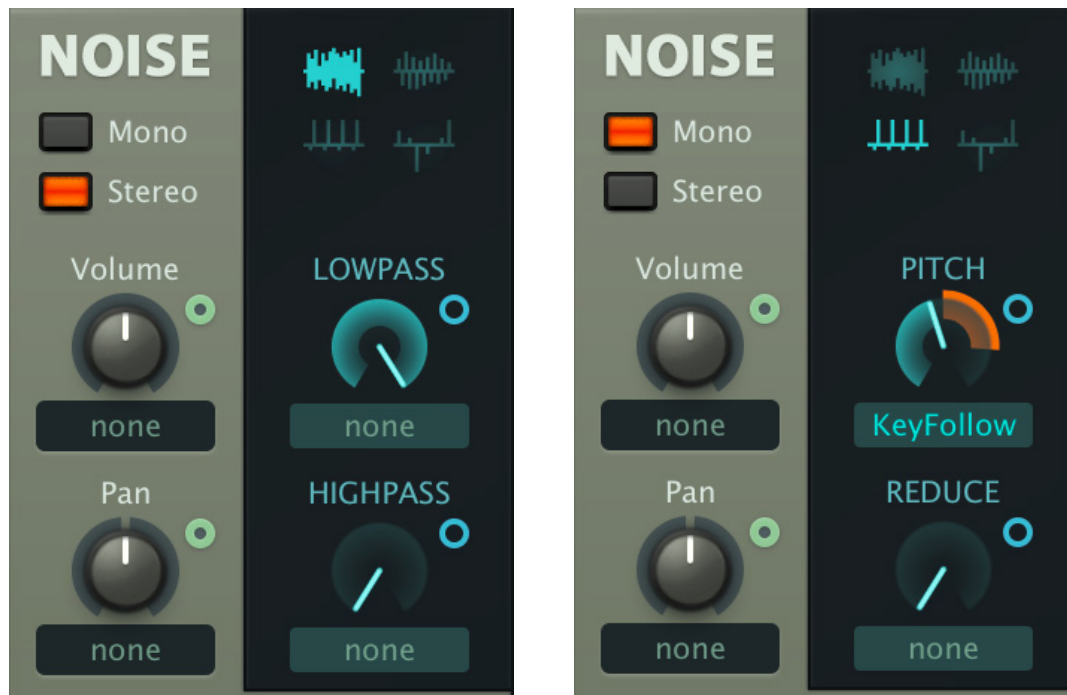 NOISE
Mono
Stereo
Volume
LOWPASS
none
none
Pan
HIGHPASS
none
none
NOISE
Mono
Stereo
Volume
PITCH
none
KeyFollow
Pan
REDUCE
none
none